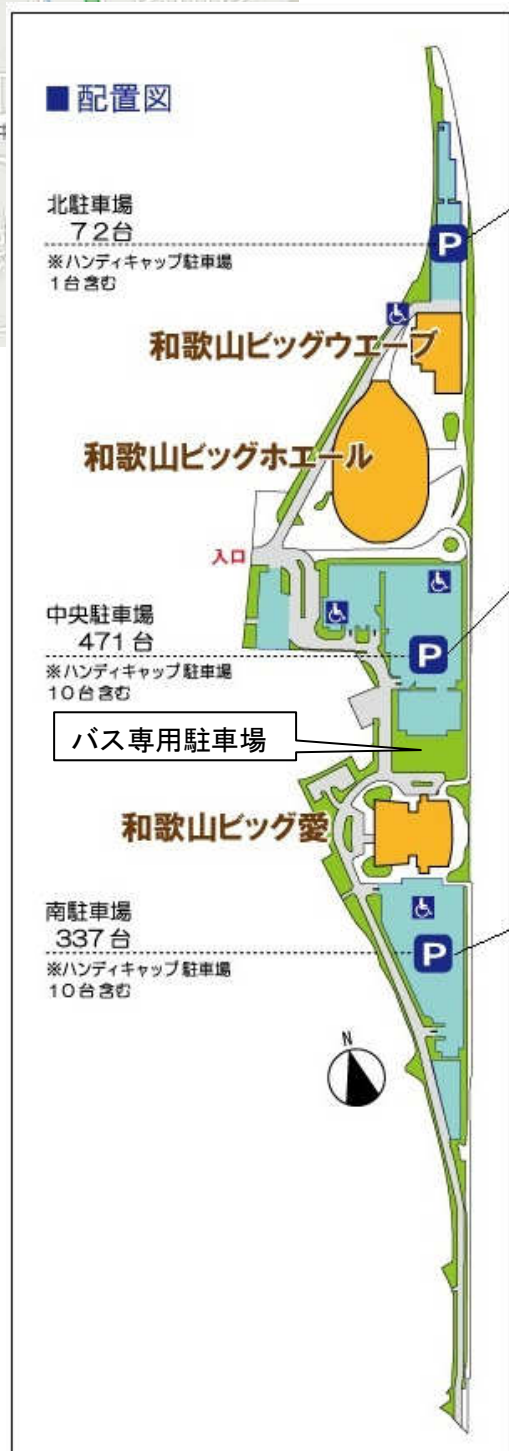 ■配置図
北駐車場
72台
P
※ハンディキャップ駐車場
1台含む
和歌山ビッグウエーブ
和歌山ビッグホエール
入口
中央駐車場
471台
P
※ハンディキャップ駐車場
10台含む
バス専用駐車場
和歌山ビッグ愛
南駐車場
337台
P
※ハンディキャップ駐車場
10台含む
N